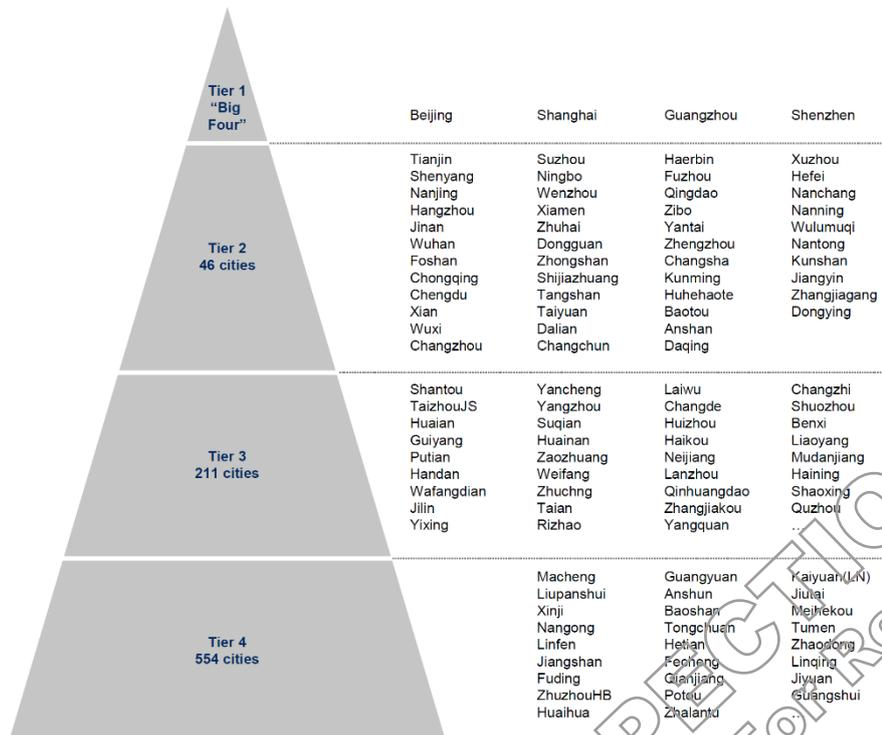 Tier 1
“Big
Four”
Beijing Shanghai Guangzhou Shenzhen
Tier 2
46 cities
Tianjin Suzhou Haerbin Xuzhou
Shenyang Ningbo Fuzhou Hefei
Nanjing Wenzhou Qingdao Nanchang
Hangzhou Xiamen Zibo Nanning
Jinan Zhuhai Yantai Wulumuqi
Wuhan Dongguan Zhengzhou Nantong
Foshan Zhongshan Changsha Kunshan
Chongqing Shijiazhuang Kunming Jiangyin
Chengdu Tangshan Huhehaote Zhangjiagang
Xian Taiyuan Baotou Dongying
Wuxi Dalian Anshan
Changzhou Changchun Daqing
Tier 3
211 cities
Shantou Yancheng Laiwu Changzhi
TaizhouJS Yangzhou Changde Shuozhou
Huaian Suqian Huizhou Benxi
Guiyang Huainan Haikou Liaoyang
Putian Zaozhuang Neijiang Mudanjiang
Handan Weifang Lanzhou Haining
Wafangdian Zhuchng Qinhuangdao Shaoxing
Jilin Taian Zhangjiakou Quzhou
Yixing Rizhao Yangquan ...
Tier 4
554 cities
Macheng Guangyuan Kaiyuan(LN)
Liupanshui Anshun Jiutai
Xinji Baoshan Meihekou
Nangong Tongchuan Tumen
Linfen Hetian Zhaodong
Jiangshan Fecheng Linqing
Fuding Qianjiang Jiyuan
ZhuzhouHB Potou Guangshui
Huaihua Zhalantu ...
PECTIO
For Ro